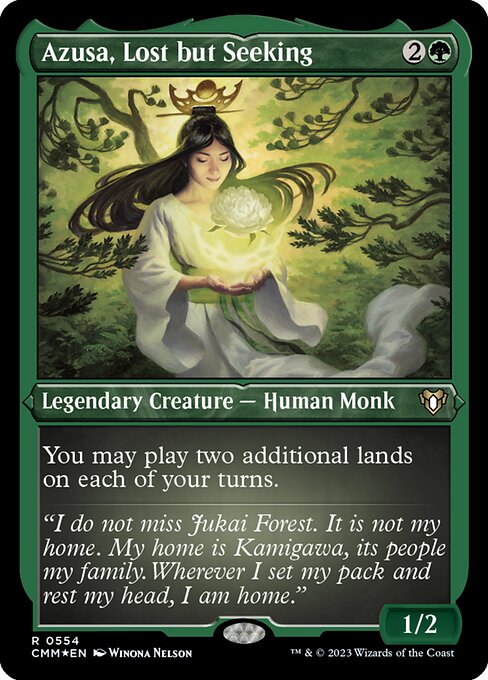 Azusa, Lost but Seeking 2
Legendary Creature — Human Monk
You may play two additional lands
on each of your turns.
“I do not miss Jukai Forest. It is not my
home. My home is Kamigawa, its people
my family. Wherever I set my pack and
rest my head, I am home.”
1/2
R 0554
CMM★EN Winona Nelson ™ & © 2023 Wizards of the Coast